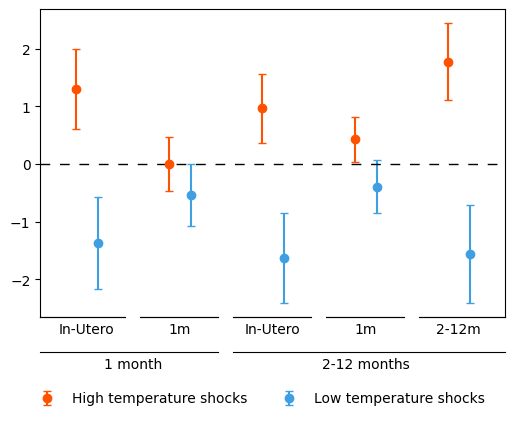 2
1
0
−1
−2
In-Utero 1m In-Utero 1m 2-12m
1 month 2-12 months
High temperature shocks Low temperature shocks